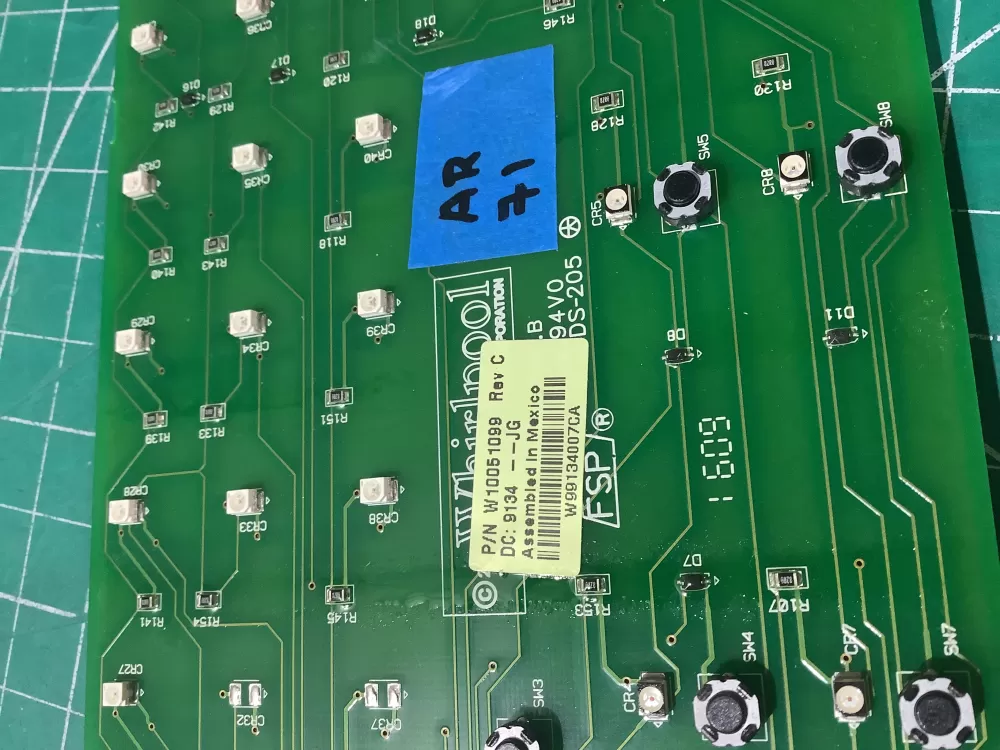 AR
71
Whirlpool
PORATION
.B
94V0
DS-205
P/N W10051099 Rev C
DC: 9134 --JG
Assembled in Mexico
W99134007CA
©
FSP ®
1609
CR36
D18
R146
D17
R120
D16
R129
R142
R128
R130
SW8
SW5
CR40
CR30
CR35
CR5
CR8
R118
R143
R140
CR39
CR29
CR34
D8
D11
R151
R133
R139
CR28
CR33
CR38
D7
R141
R154
R145
R153
R107
CR27
CR32
CR37
SW3
CR4
SW4
CR7
SW7